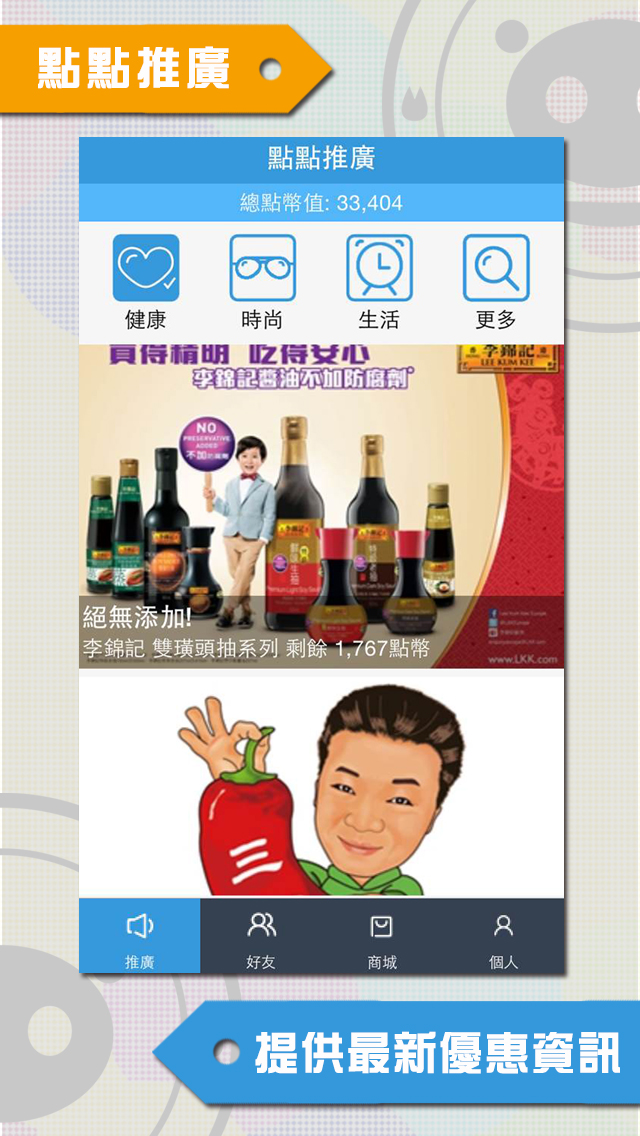 點點推廣
點點推廣
總點幣值: 33,404
健康
時尚
生活
更多
買得精明 吃得安心
李錦記
LEE KUM KEE
李錦記醬油不加防腐劑
NO
PRESERVATIVE
ADDED
不加防腐劑
絕無添加!
李錦記 雙璜頭抽系列 剩餘 1,767點幣
www.LKK.com
三
推廣
好友
商城
個人
提供最新優惠資訊